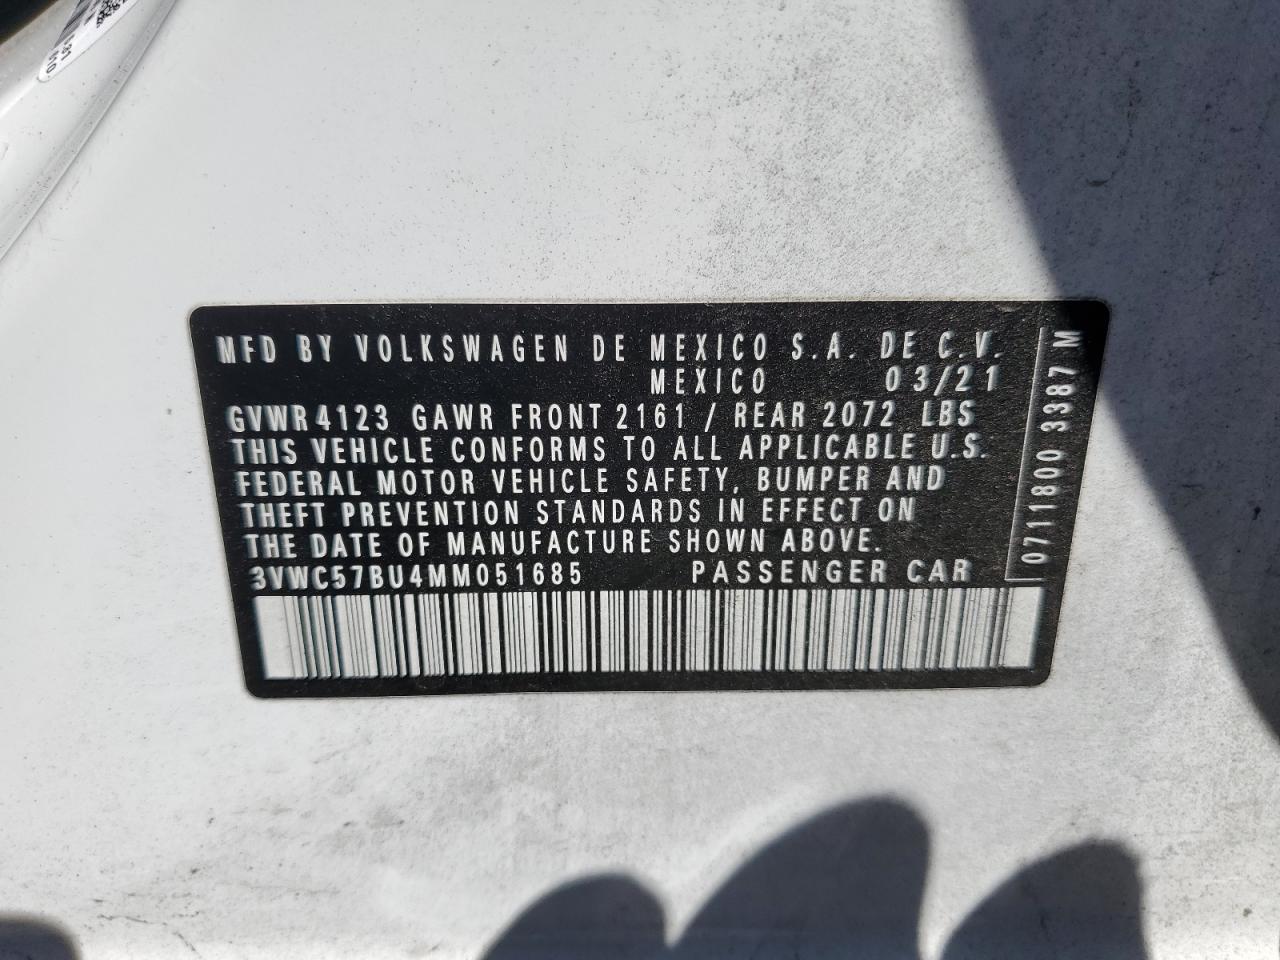 MFD BY VOLKSWAGEN DE MEXICO S.A. DE C.V.
MEXICO 03/21
GVWR 4123 GAWR FRONT 2161 / REAR 2072 LBS
THIS VEHICLE CONFORMS TO ALL APPLICABLE U.S.
FEDERAL MOTOR VEHICLE SAFETY, BUMPER AND
THEFT PREVENTION STANDARDS IN EFFECT ON
THE DATE OF MANUFACTURE SHOWN ABOVE.
3VWC57BU4MM051685 PASSENGER CAR
0711800 3387 M